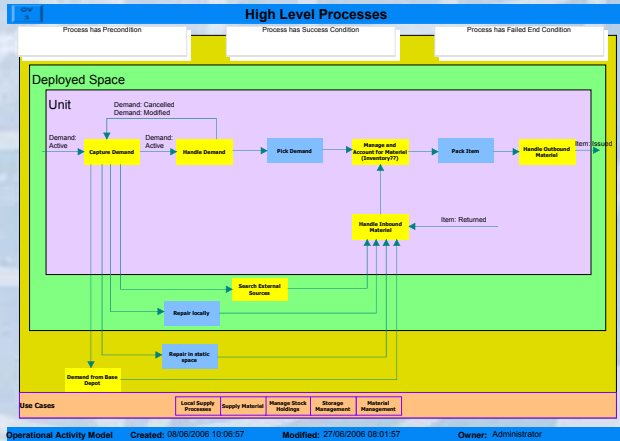 OV
5
High Level Processes
Process has Precondition
Process has Success Condition
Process has Failed End Condition
Deployed Space
Unit
Demand: Cancelled
Demand: Modified
Demand:
Active
Capture Demand
Demand:
Active
Handle Demand
Pick Demand
Manage and
Account for Materiel
(Inventory??)
Pack Item
Handle Outbound
Materiel
Item: Issued
Handle Inbound
Materiel
Item: Returned
Search External
Sources
Repair locally
Repair in static
space
Demand from Base
Depot
Use Cases
Local Supply
Processes
Supply Materiel
Manage Stock
Holdings
Storage
Management
Material
Management
Operational Activity Model Created: 08/06/2006 10:06:57 Modified: 27/06/2006 08:01:57 Owner: Administrator